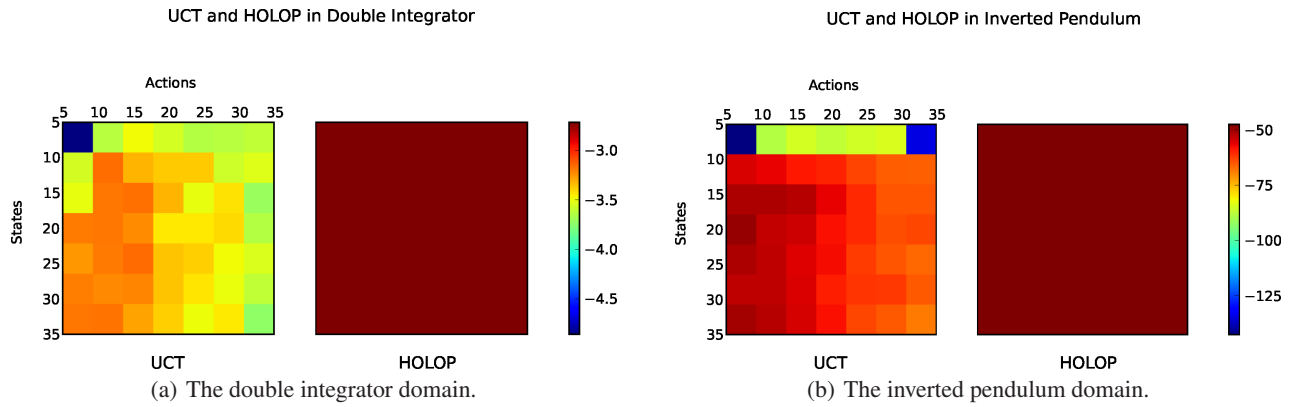 UCT and HOLOP in Double Integrator
Actions
5 10 15 20 25 30 35
States
5
10
15
20
25
30
35
−3.0
−3.5
−4.0
−4.5
UCT
HOLOP
(a) The double integrator domain.
UCT and HOLOP in Inverted Pendulum
Actions
5 10 15 20 25 30 35
States
5
10
15
20
25
30
35
−50
−75
−100
−125
UCT
HOLOP
(b) The inverted pendulum domain.